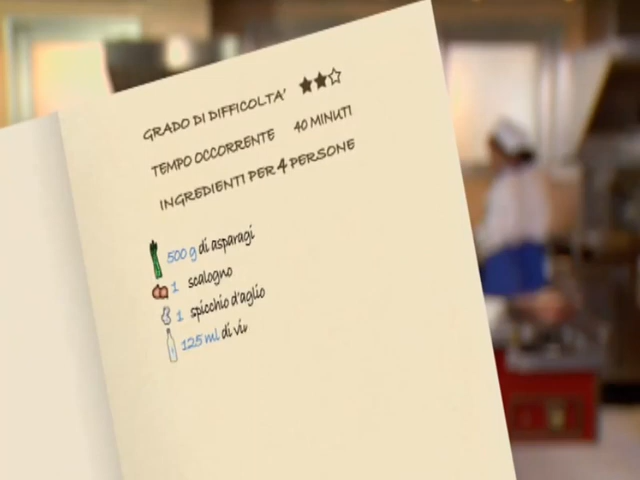 GRADO DI DIFFICOLTA'
TEMPO OCCORRENTE 40 MINUTI
INGREDIENTI PER 4 PERSONE
500 g di asparagi
1 scalogno
1 spicchio d'aglio
125 ml di